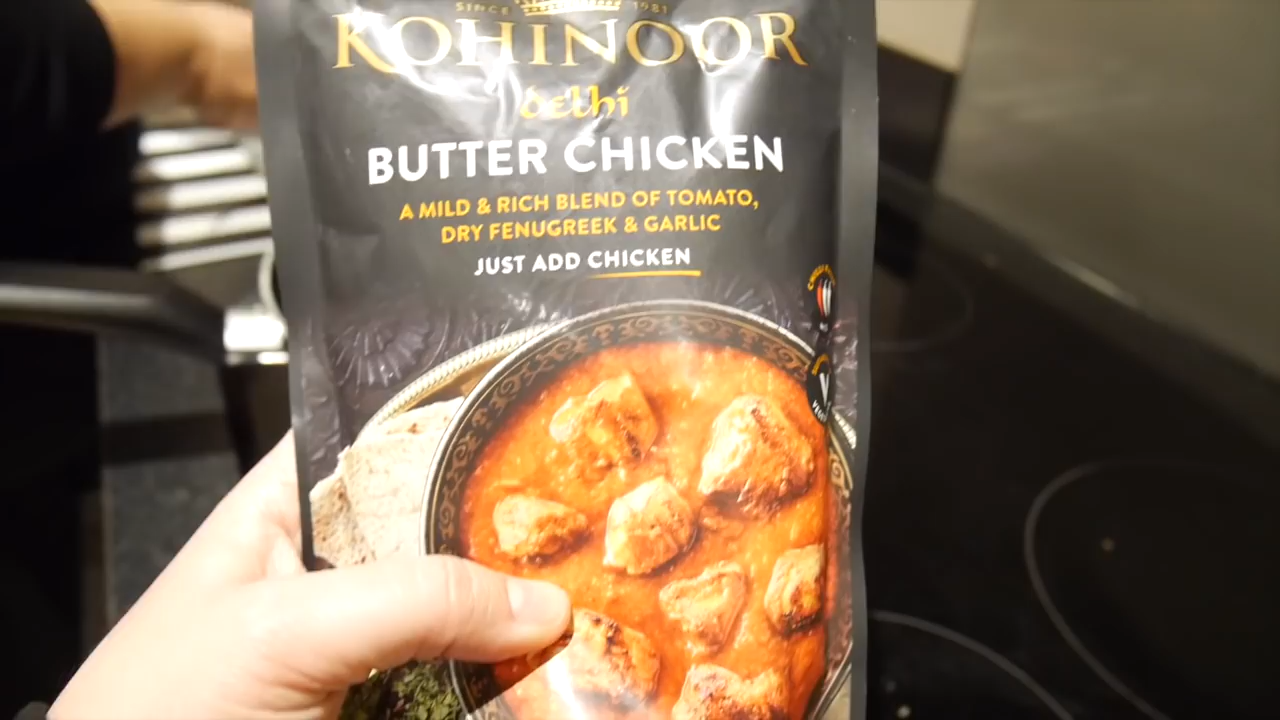 SINCE 1981
KOHINOOR
delhi
BUTTER CHICKEN
A MILD & RICH BLEND OF TOMATO,
DRY FENUGREEK & GARLIC
JUST ADD CHICKEN